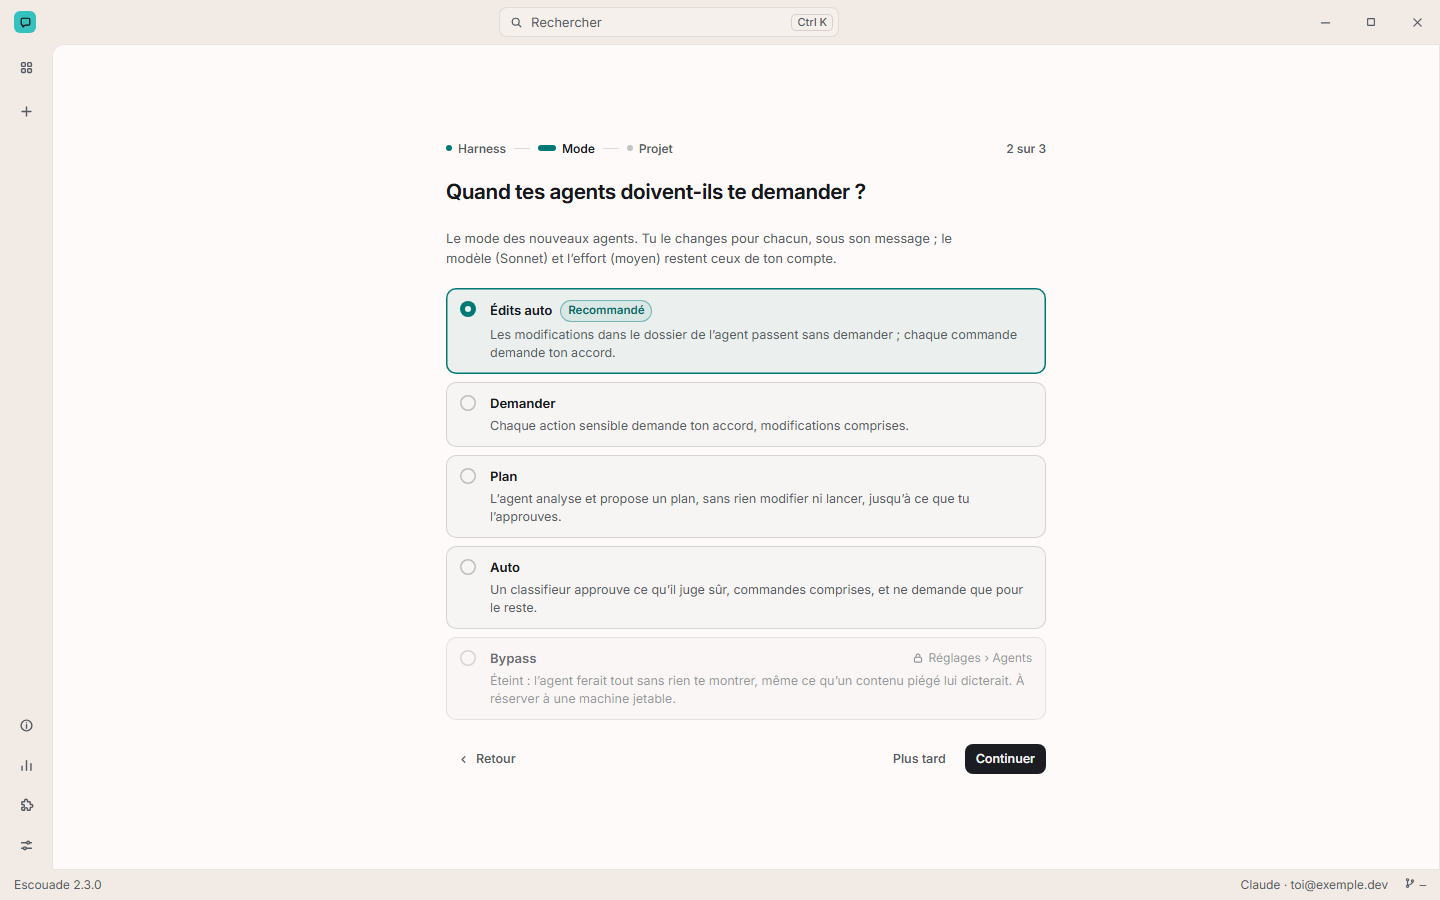 Rechercher
Ctrl K
Harness
Mode
Projet
2 sur 3
Quand tes agents doivent-ils te demander ?
Le mode des nouveaux agents. Tu le changes pour chacun, sous son message ; le
modèle (Sonnet) et l’effort (moyen) restent ceux de ton compte.
Édits auto
Recommandé
Les modifications dans le dossier de l’agent passent sans demander ; chaque commande
demande ton accord.
Demander
Chaque action sensible demande ton accord, modifications comprises.
Plan
L’agent analyse et propose un plan, sans rien modifier ni lancer, jusqu’à ce que tu
l’approuves.
Auto
Un classifieur approuve ce qu’il juge sûr, commandes comprises, et ne demande que pour
le reste.
Bypass
Réglages › Agents
Éteint : l’agent ferait tout sans rien te montrer, même ce qu’un contenu piégé lui dicterait. À
réserver à une machine jetable.
Retour
Plus tard
Continuer
Escouade 2.3.0
Claude · toi@exemple.dev
–